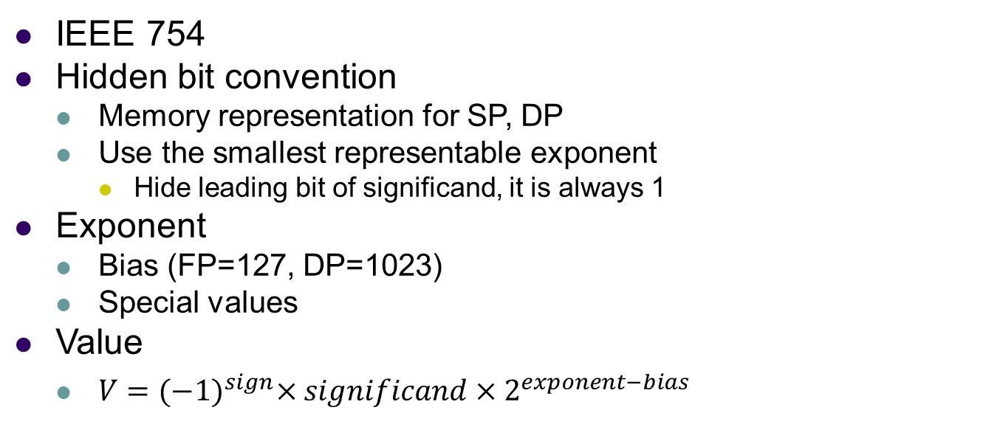 IEEE 754
Hidden bit convention
Memory representation for SP, DP
Use the smallest representable exponent
Hide leading bit of significand, it is always 1
Exponent
Bias (FP=127, DP=1023)
Special values
Value
V = (−1)^{sign} × significand × 2^{exponent−bias}